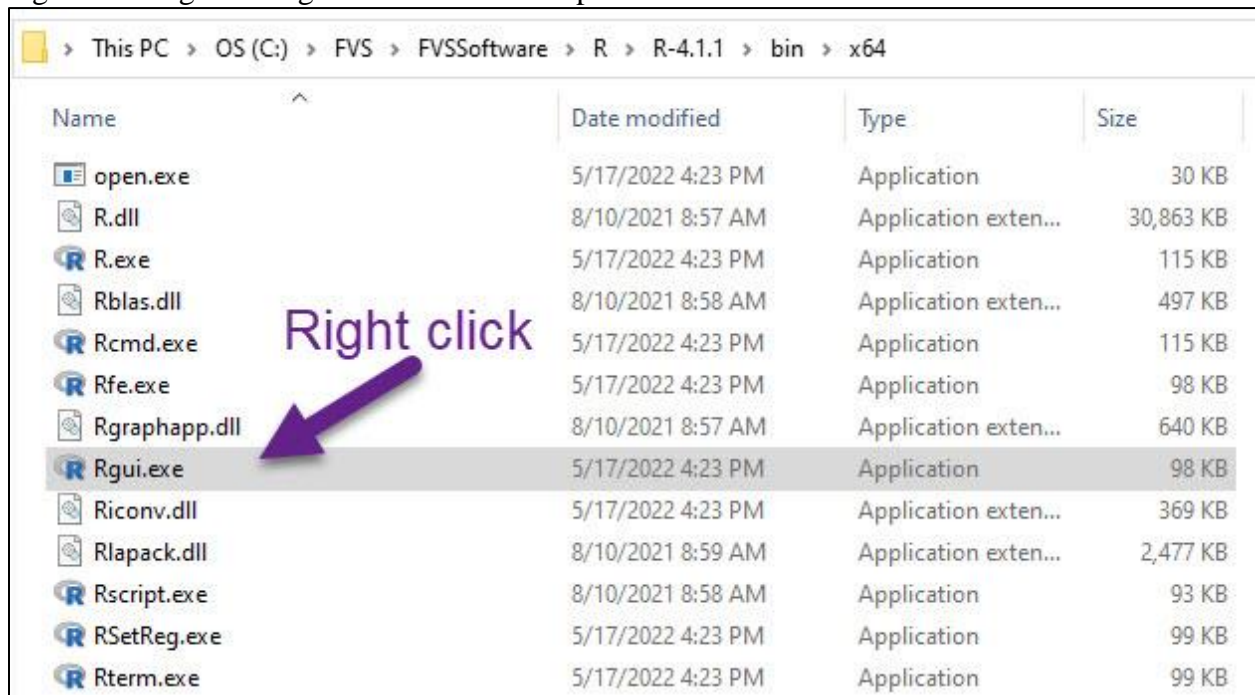 This PC > OS (C:) > FVS > FVSSoftware > R > R-4.1.1 > bin > x64
Name Date modified Type Size
open.exe 5/17/2022 4:23 PM Application 30 KB
R.dll 8/10/2021 8:57 AM Application exten... 30,863 KB
R.exe 5/17/2022 4:23 PM Application 115 KB
Rblas.dll 8/10/2021 8:58 AM Application exten... 497 KB
Right click
Rcmd.exe 5/17/2022 4:23 PM Application 115 KB
Rfe.exe 5/17/2022 4:23 PM Application 98 KB
Rgraphapp.dll 8/10/2021 8:57 AM Application exten... 640 KB
Rgui.exe 5/17/2022 4:23 PM Application 98 KB
Riconv.dll 5/17/2022 4:23 PM Application exten... 369 KB
Rlapack.dll 8/10/2021 8:59 AM Application exten... 2,477 KB
Rscript.exe 8/10/2021 8:58 AM Application 93 KB
RSetReg.exe 5/17/2022 4:23 PM Application 99 KB
Rterm.exe 5/17/2022 4:23 PM Application 99 KB